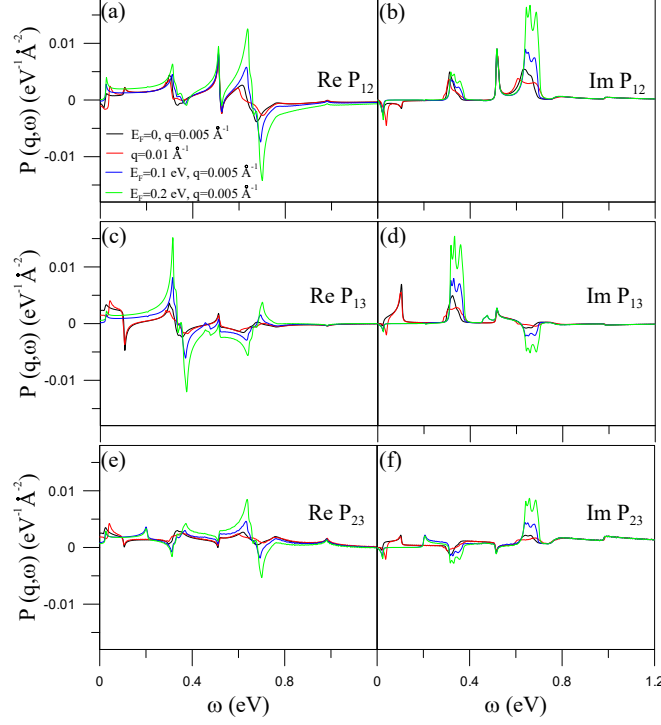 (a)
Re P12
0.01
0
-0.01
P (q,ω) (eV⁻¹Å⁻²)
E_F=0, q=0.005 Å⁻¹
q=0.01 Å⁻¹
E_F=0.1 eV, q=0.005 Å⁻¹
E_F=0.2 eV, q=0.005 Å⁻¹
(b)
Im P12
(c)
Re P13
0.01
0
-0.01
P (q,ω) (eV⁻¹Å⁻²)
(d)
Im P13
(e)
Re P23
0.01
0
-0.01
P (q,ω) (eV⁻¹Å⁻²)
(f)
Im P23
0 0.4 0.8 0 0.4 0.8 1.2
ω (eV) ω (eV)